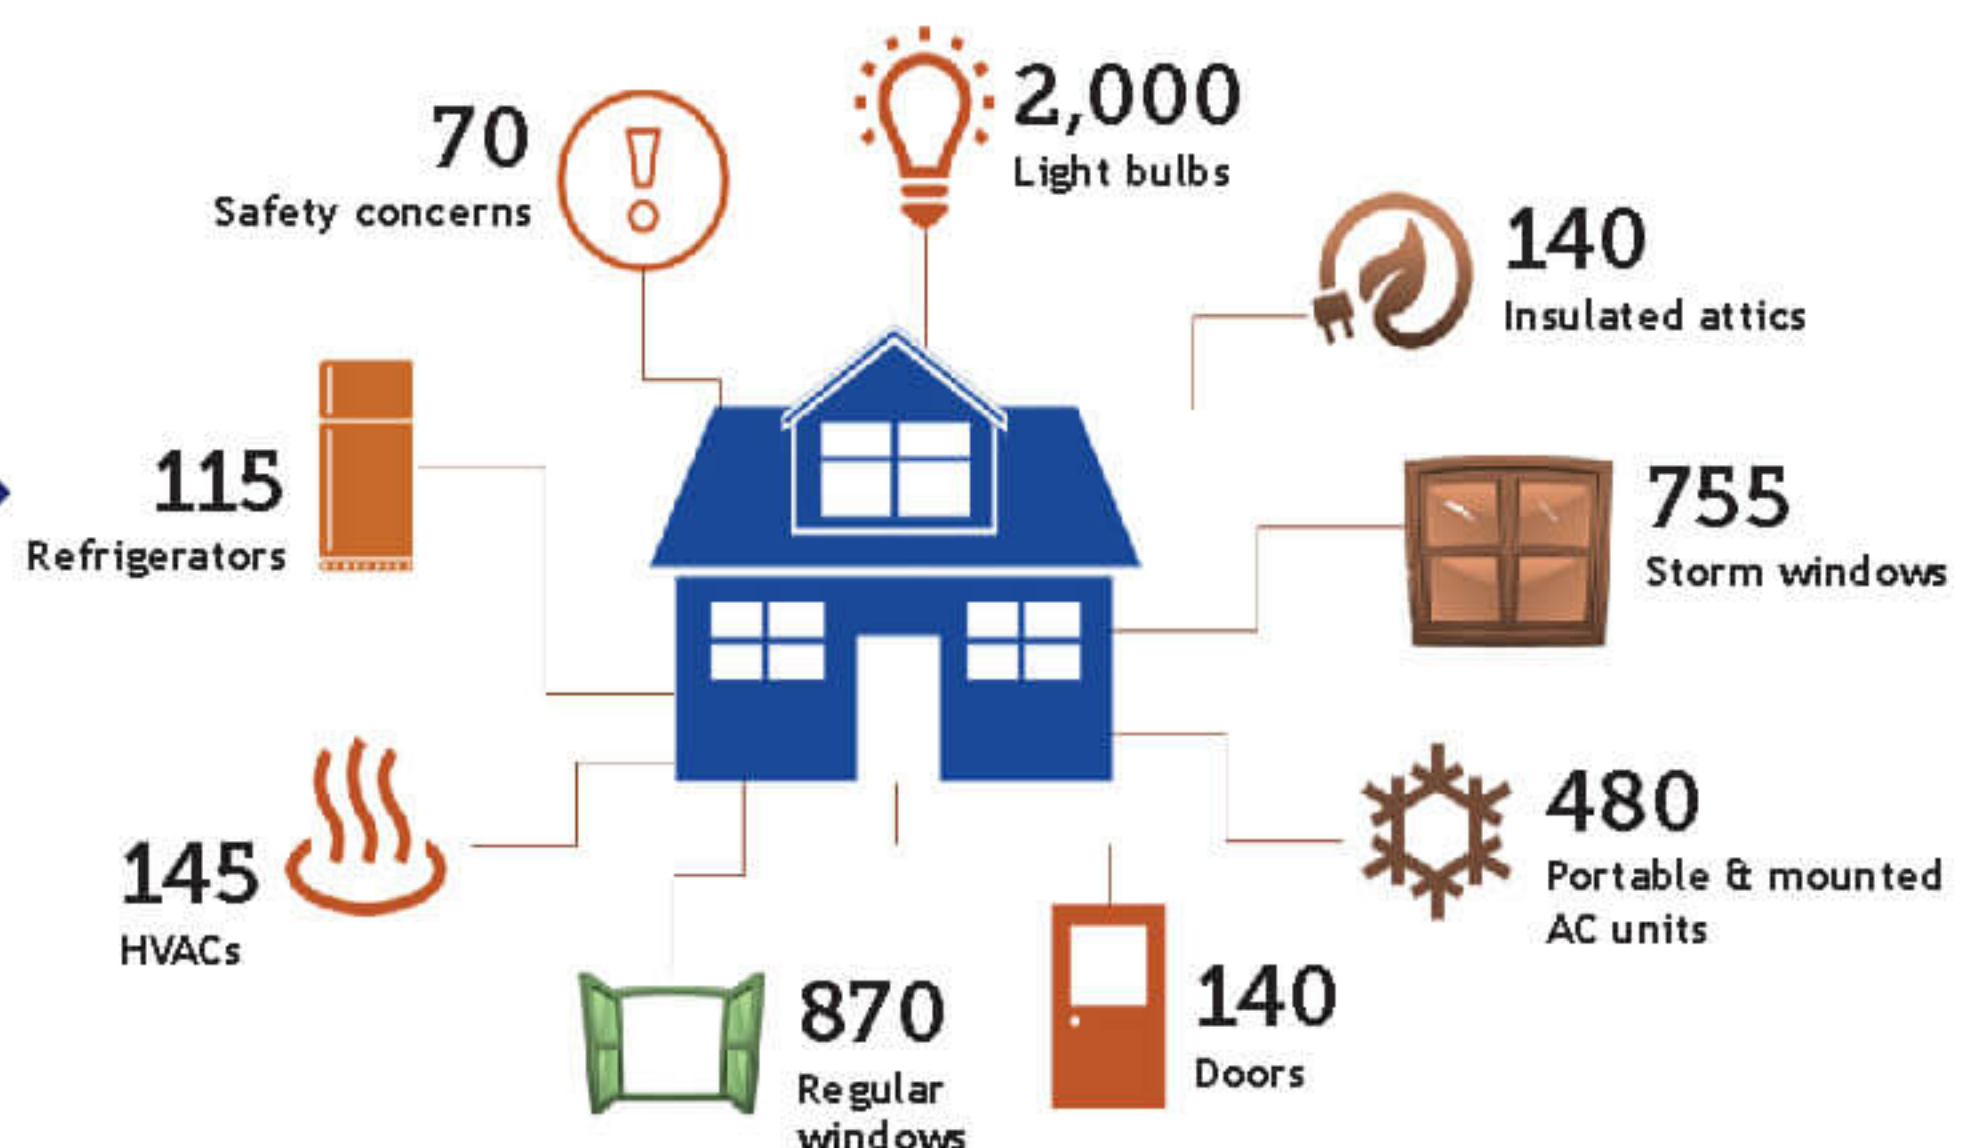 2,000
Light bulbs
70
Safety concerns
140
Insulated attics
115
Refrigerators
755
Storm windows
145
HVACs
480
Portable & mounted
AC units
870
Regular
windows
140
Doors